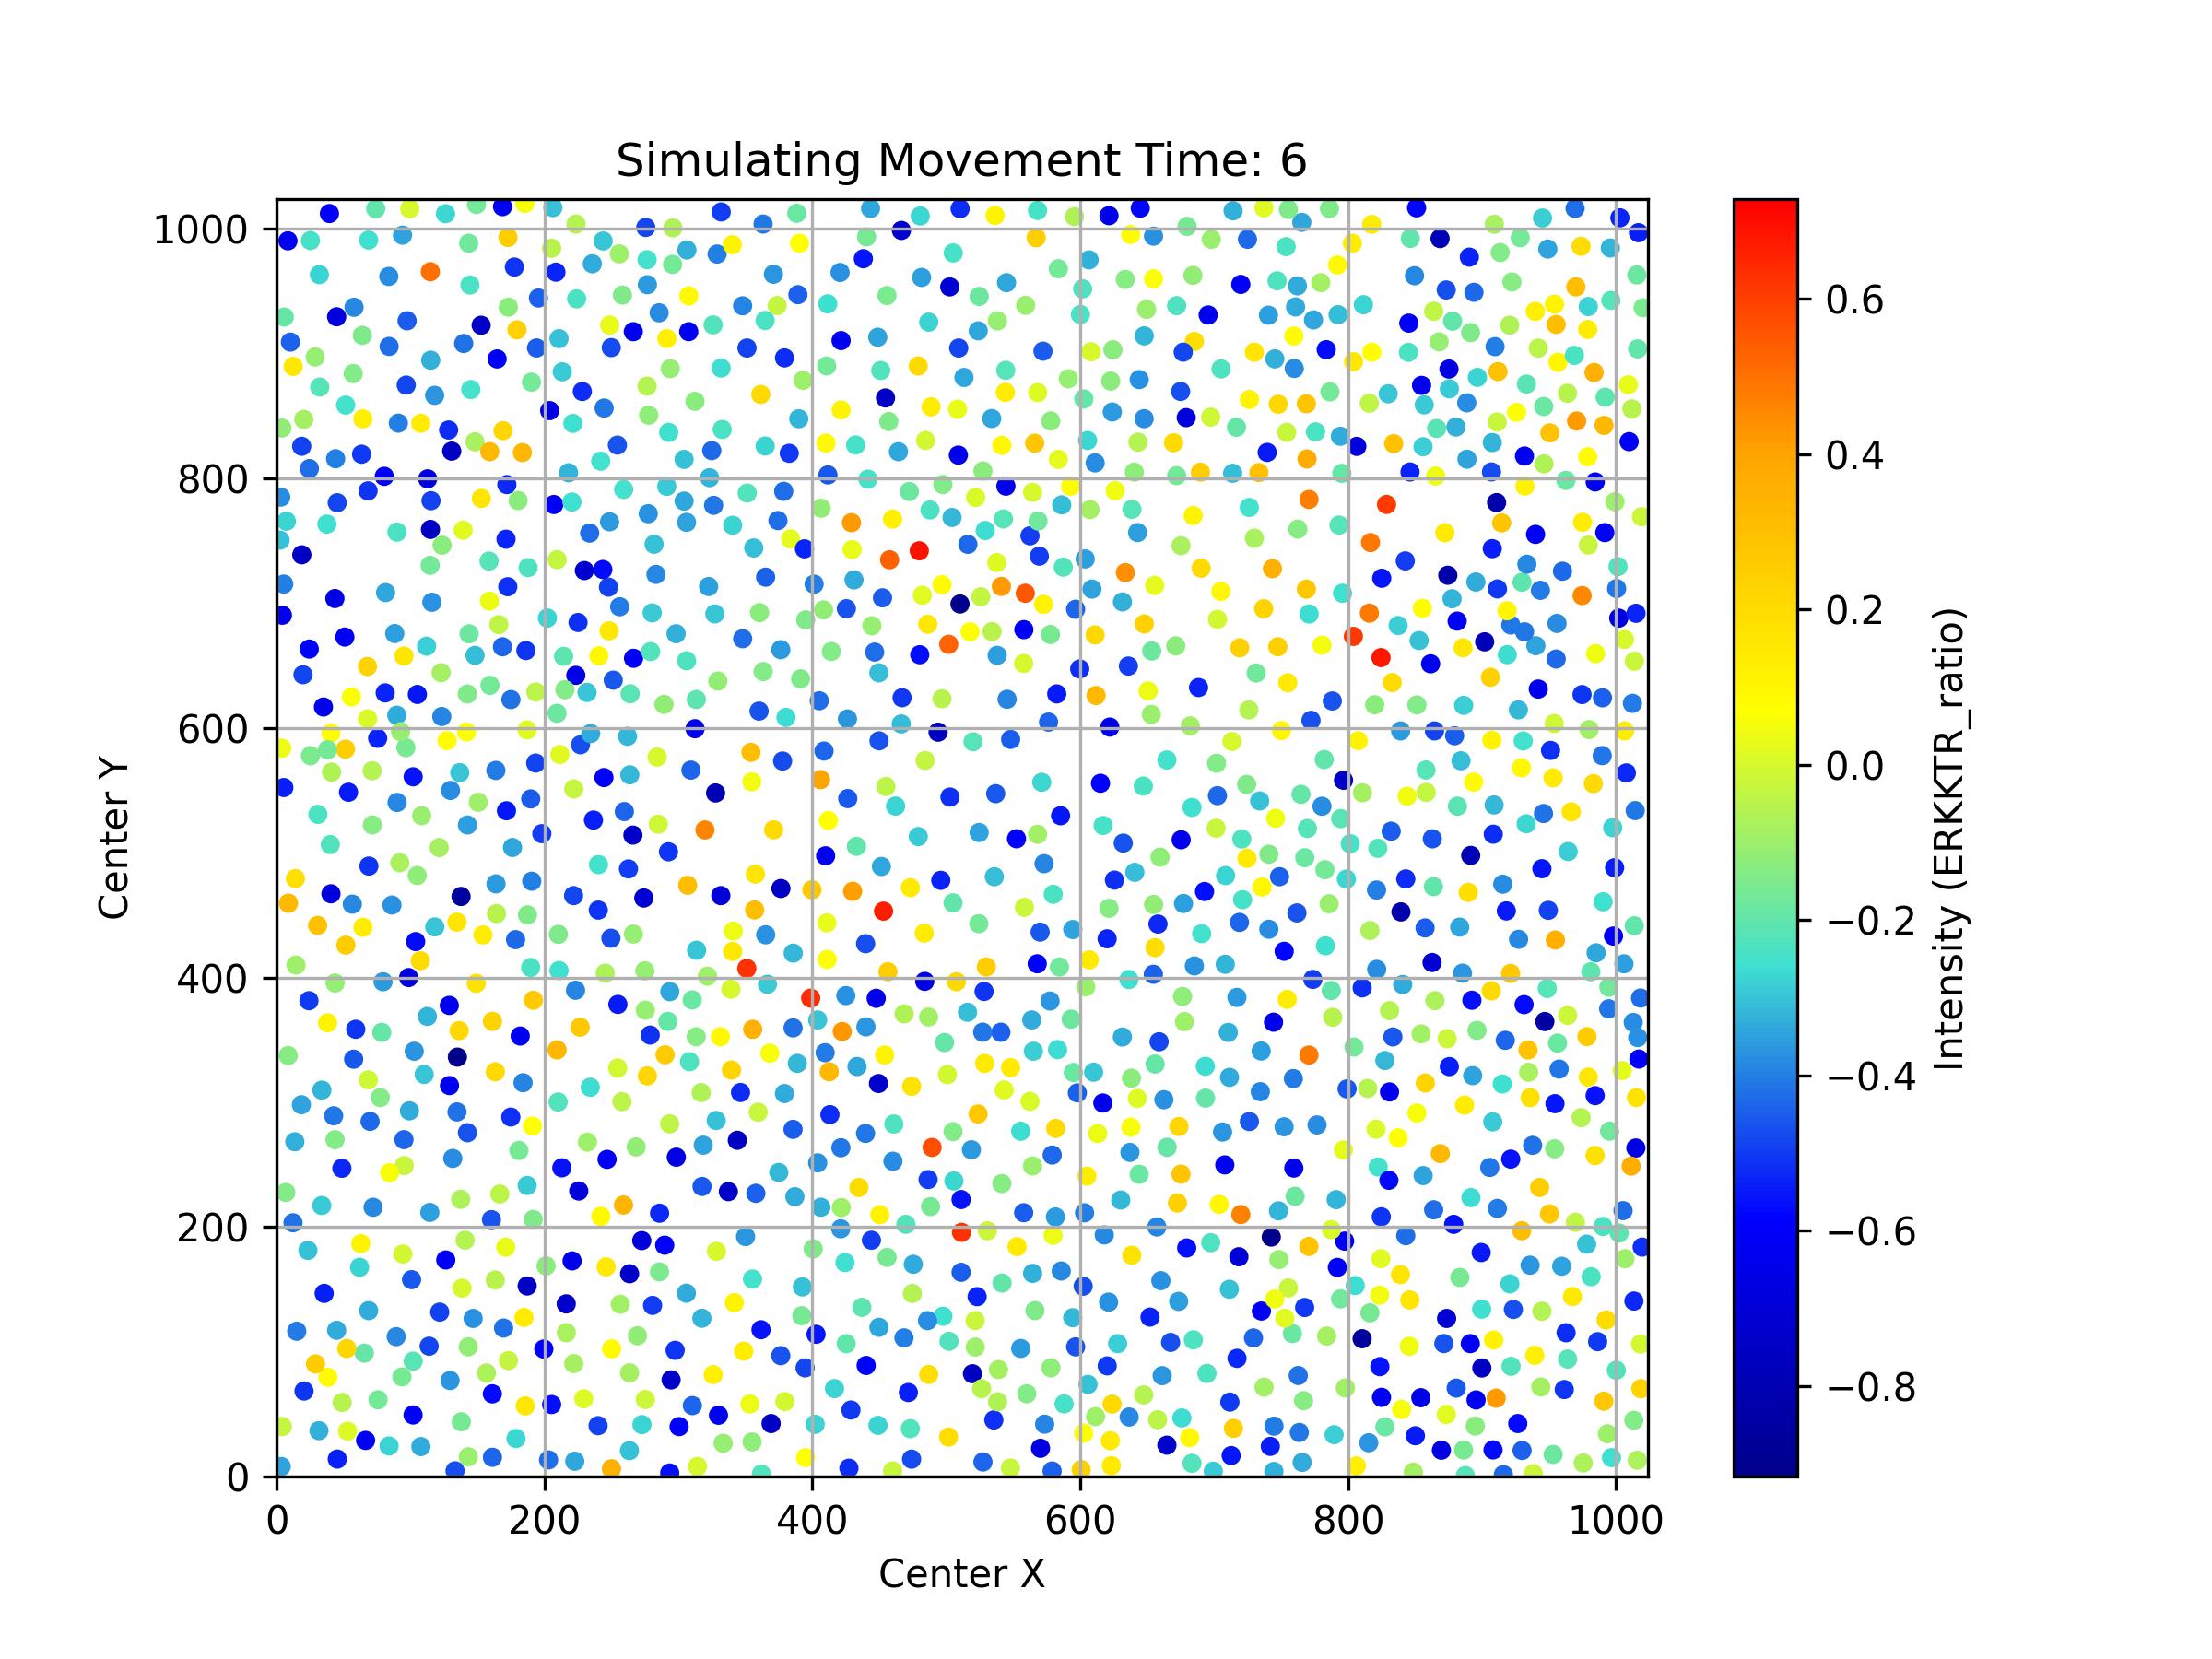 Simulating Movement Time: 6
Center Y
1000
800
600
400
200
0
0 200 400 600 800 1000
Center X
0.6
0.4
0.2
0.0
−0.2
−0.4
−0.6
−0.8
Intensity (ERKKTR_ratio)